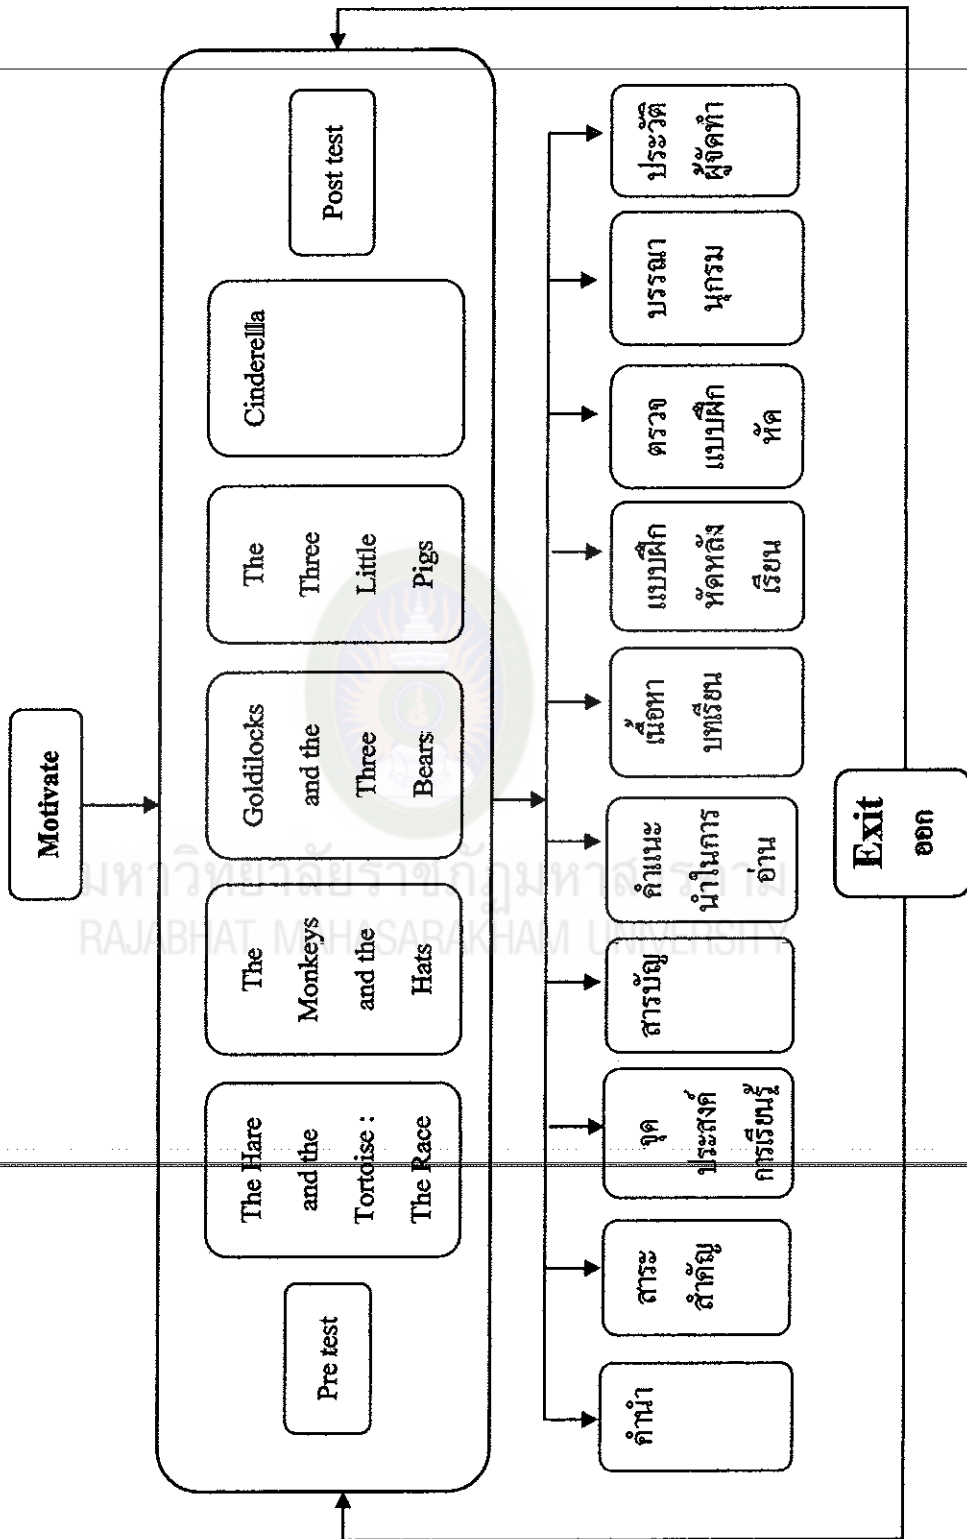 Motivate
Pre test
The Hare
and the
Tortoise :
The Race
The
Monkeys
and the
Hats
Goldilocks
and the
Three
Bears
The
Three
Little
Pigs
Cinderella
Post test
คำนำ
สาระ
สำคัญ
จุด
ประสงค์
การเรียนรู้
สารบัญ
คำแนะ
นำในการ
อ่าน
เนื้อหา
บทเรียน
แบบฝึก
หัดหลัง
เรียน
ตรวจ
แบบฝึก
หัด
บรรณา
นุกรม
ประวัติ
ผู้จัดทำ
Exit
ออก
มหาวิทยาลัยราชภัฏมหาสารคาม
RAJABHAT MAHASARAKHAM UNIVERSITY